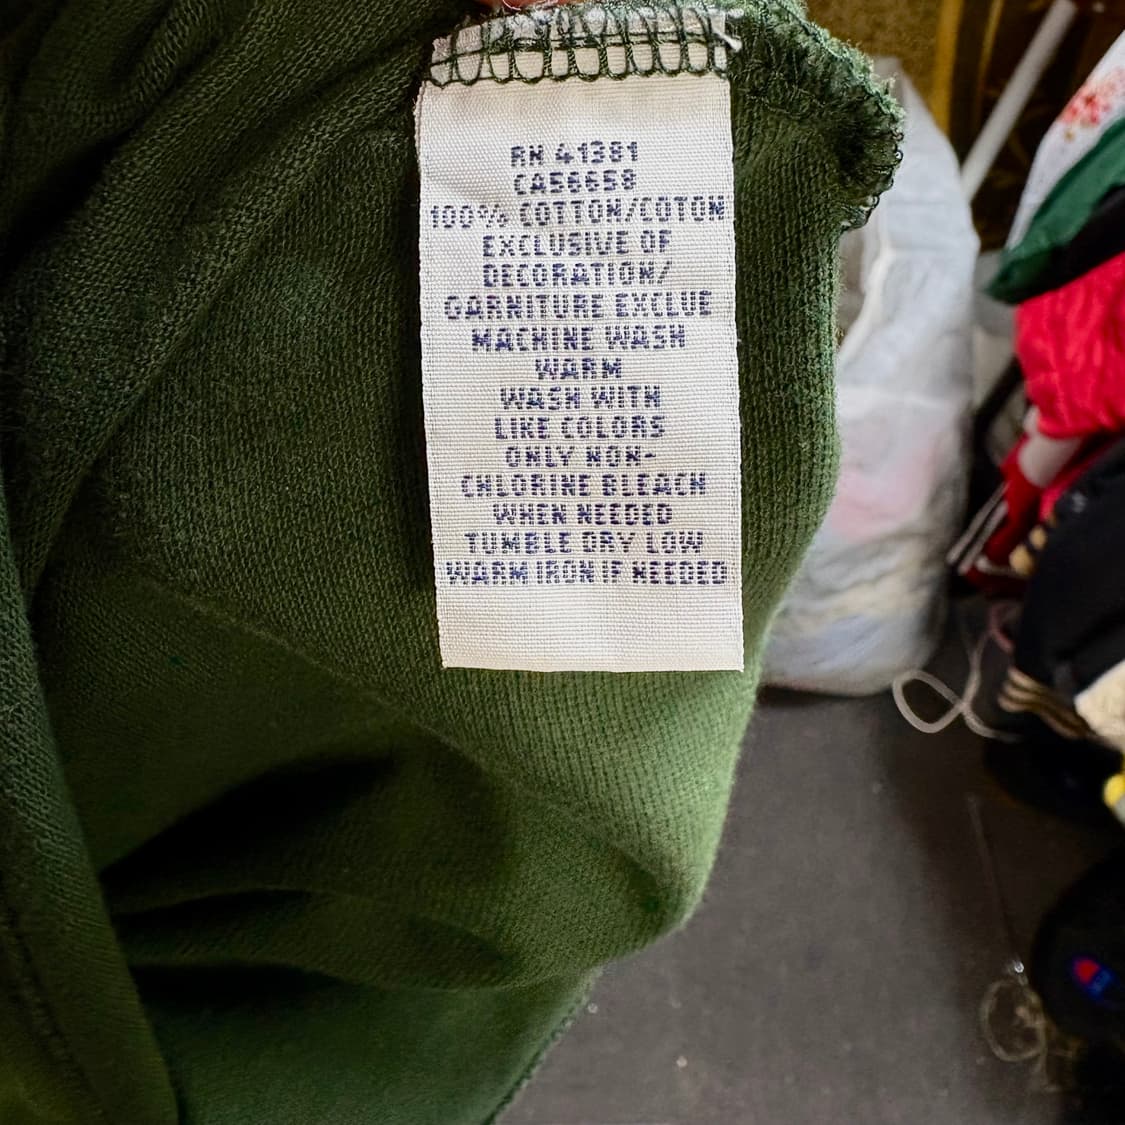 RN 41381
CA56658
100% COTTON/COTON
EXCLUSIVE OF
DECORATION/
GARNITURE EXCLUE
MACHINE WASH
WARM
WASH WITH
LIKE COLORS
ONLY NON-
CHLORINE BLEACH
WHEN NEEDED
TUMBLE DRY LOW
WARM IRON IF NEEDED